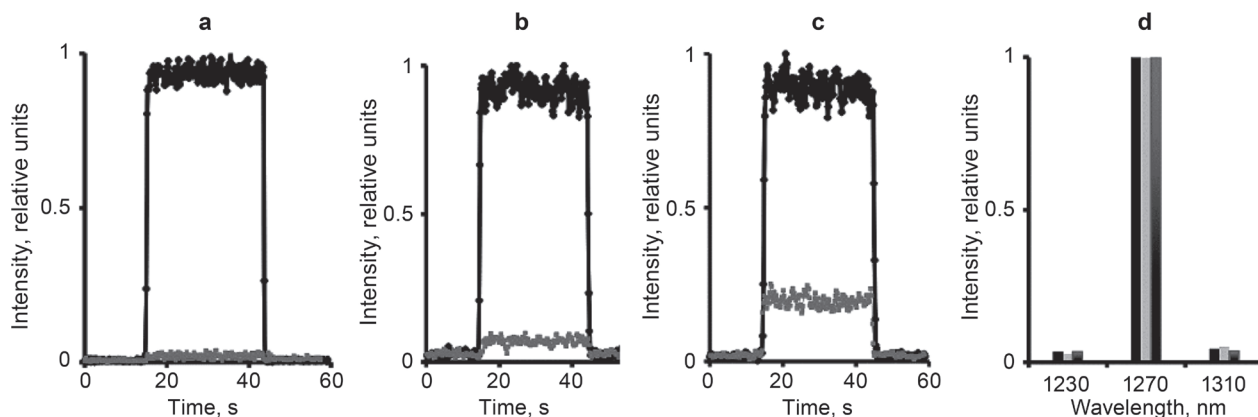 a
b
c
d
Intensity, relative units
1
0.5
0
0
20
40
60
Time, s
Intensity, relative units
1
0.5
0
0
20
40
Time, s
Intensity, relative units
1
0.5
0
0
20
40
60
Time, s
Intensity, relative units
1
0.5
0
1230
1270
1310
Wavelength, nm